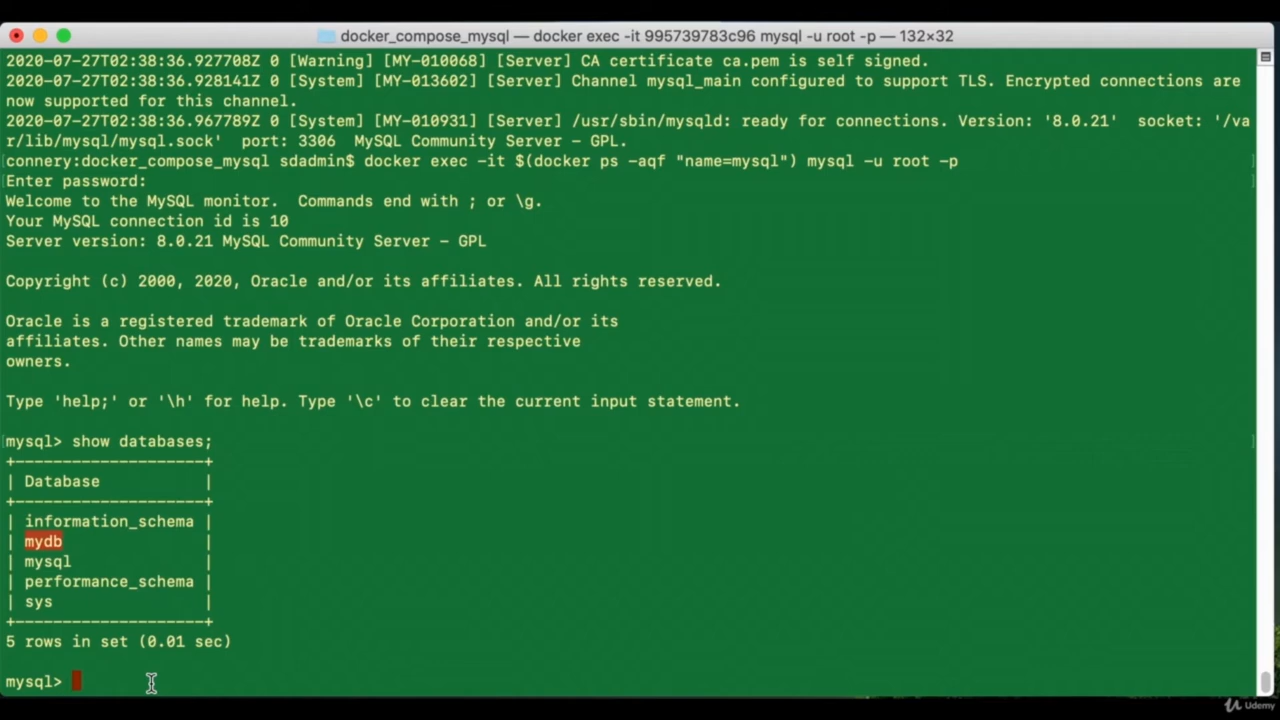 docker_compose_mysql — docker exec -it 995739783c96 mysql -u root -p — 132×32
2020-07-27T02:38:36.927708Z 0 [Warning] [MY-010068] [Server] CA certificate ca.pem is self signed.
2020-07-27T02:38:36.928141Z 0 [System] [MY-013602] [Server] Channel mysql_main configured to support TLS. Encrypted connections are
now supported for this channel.
2020-07-27T02:38:36.967789Z 0 [System] [MY-010931] [Server] /usr/sbin/mysqld: ready for connections. Version: '8.0.21'  socket: '/va
r/lib/mysql/mysql.sock'  port: 3306  MySQL Community Server - GPL.
[connery:docker_compose_mysql sdadmin$ docker exec -it $(docker ps -aqf "name=mysql") mysql -u root -p ]
[Enter password: ]
Welcome to the MySQL monitor.  Commands end with ; or \g.
Your MySQL connection id is 10
Server version: 8.0.21 MySQL Community Server - GPL

Copyright (c) 2000, 2020, Oracle and/or its affiliates. All rights reserved.

Oracle is a registered trademark of Oracle Corporation and/or its
affiliates. Other names may be trademarks of their respective
owners.

Type 'help;' or '\h' for help. Type '\c' to clear the current input statement.

[mysql> show databases; ]
+--------------------+
| Database           |
+--------------------+
| information_schema |
| mydb               |
| mysql              |
| performance_schema |
| sys                |
+--------------------+
5 rows in set (0.01 sec)

mysql>
Udemy